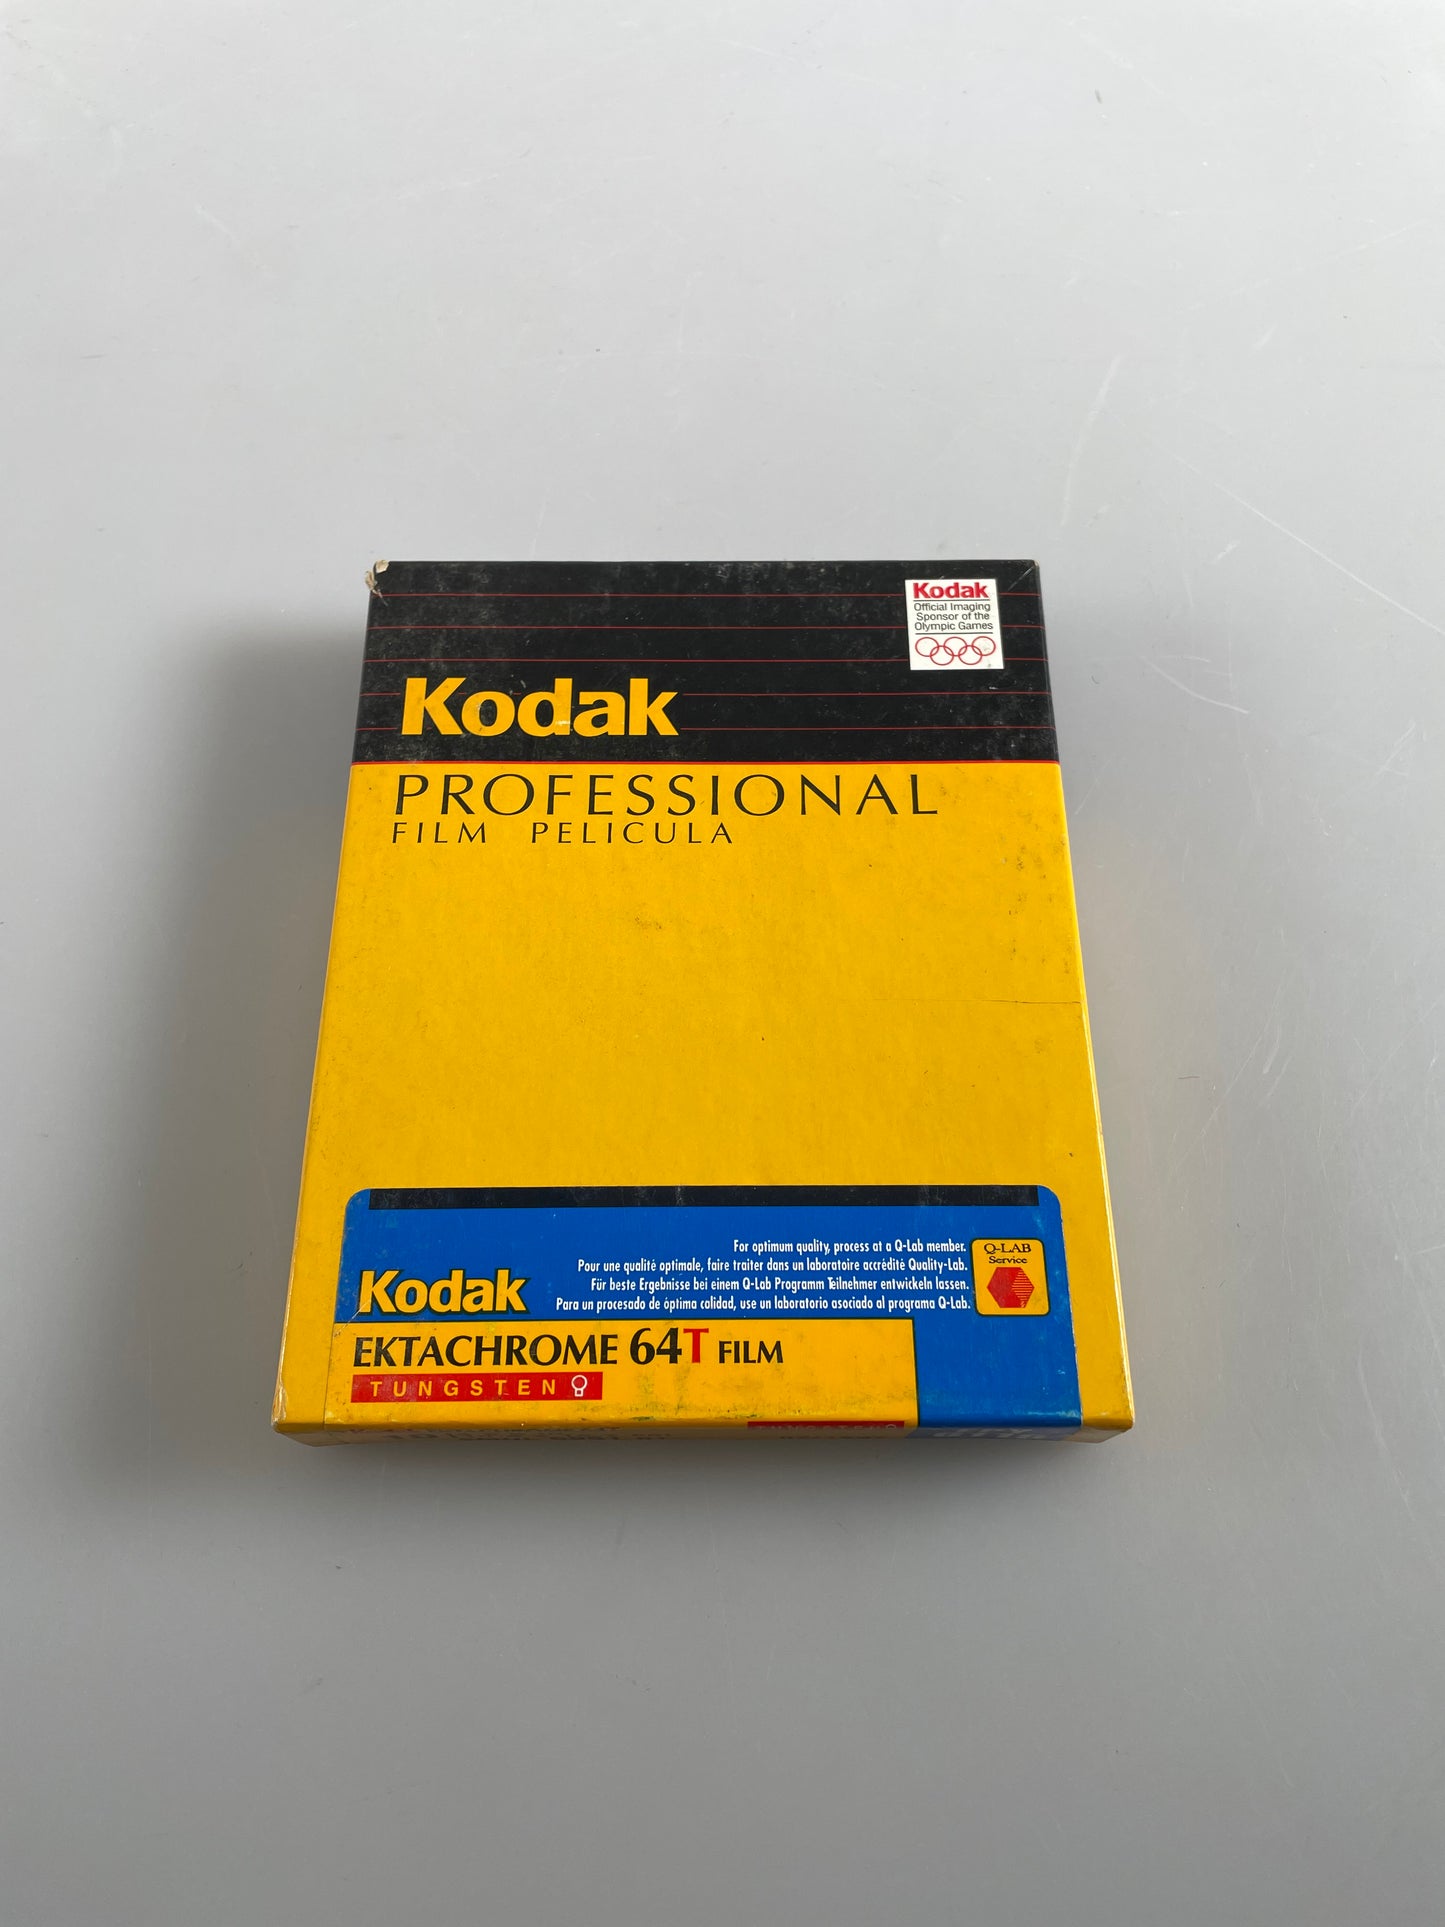 Kodak
Official Imaging
Sponsor of the
Olympic Games
Kodak
PROFESSIONAL
FILM PELICULA
For optimum quality, process at a Q-Lab member.
Pour une qualité optimale, faire traiter dans un laboratoire accrédité Quality-Lab.
Für beste Ergebnisse bei einem Q-Lab Programm Teilnehmer entwickeln lassen.
Para un procesado de óptima calidad, use un laboratorio asociado al programa Q-Lab.
Q-LAB
Service
Kodak
EKTACHROME 64T FILM
TUNGSTEN
TUNGSTEN